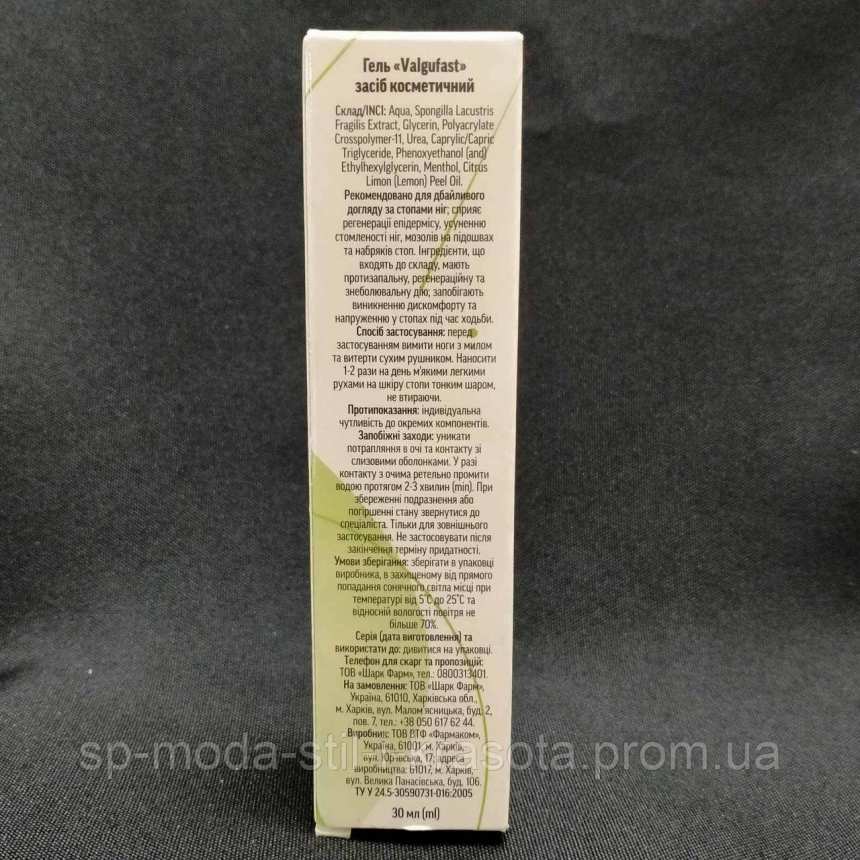 Гель «Valgufast»
засіб косметичний
Склад/INCI: Aqua, Spongilla Lacustris
Fragilis Extract, Glycerin, Polyacrylate
Crosspolymer-11, Urea, Caprylic/Capric
Triglyceride, Phenoxyethanol (and)
Ethylhexylglycerin, Menthol, Citrus
Limon (Lemon) Peel Oil.
Рекомендовано для дбайливого
догляду за стопами ніг; сприяє
регенерації епідермісу, усуненню
стомленості ніг, мозолів на підошвах
та набряків стоп. Інгредієнти, що
входять до складу, мають
протизапальну, регенераційну та
знеболювальну дію; запобігають
виникненню дискомфорту та
напруженню у стопах під час ходьби.
Спосіб застосування: перед
застосуванням вимити ноги з милом
та витерти сухим рушником. Наносити
1-2 рази на день м'якими легкими
рухами на шкіру стопи тонким шаром,
не втираючи.
Протипоказання: індивідуальна
чутливість до окремих компонентів.
Запобіжні заходи: уникати
потрапляння в очі та контакту зі
слизовими оболонками. У разі
контакту з очима ретельно промити
водою протягом 2-3 хвилин (min). При
збереженні подразнення або
погіршенні стану звернутися до
спеціаліста. Тільки для зовнішнього
застосування. Не застосовувати після
закінчення терміну придатності.
Умови зберігання: зберігати в упаковці
виробника, в захищеному від прямого
попадання сонячного світла місці при
температурі від 5˚С до 25˚С та
відносній вологості повітря не
більше 70%.
Серія (дата виготовлення) та
використати до: дивитися на упаковці.
Телефон для скарг та пропозицій:
ТОВ «Шарк Фарм», тел.: 0800313401.
На замовлення: ТОВ «Шарк Фарм»,
Україна, 61010, Харківська обл.,
м. Харків, вул. Малом'ясницька, буд. 2,
пов. 7, тел.: +38 050 617 62 44.
Виробник: ТОВ ВТФ «Фармаком»,
Україна, 61001, м. Харків,
вул. Юр'ївська, 17; адреса
виробництва: 61017, м. Харків,
вул. Велика Панасівська, буд. 106.
ТУ У 24.5-30590731-016:2005
30 мл (ml)